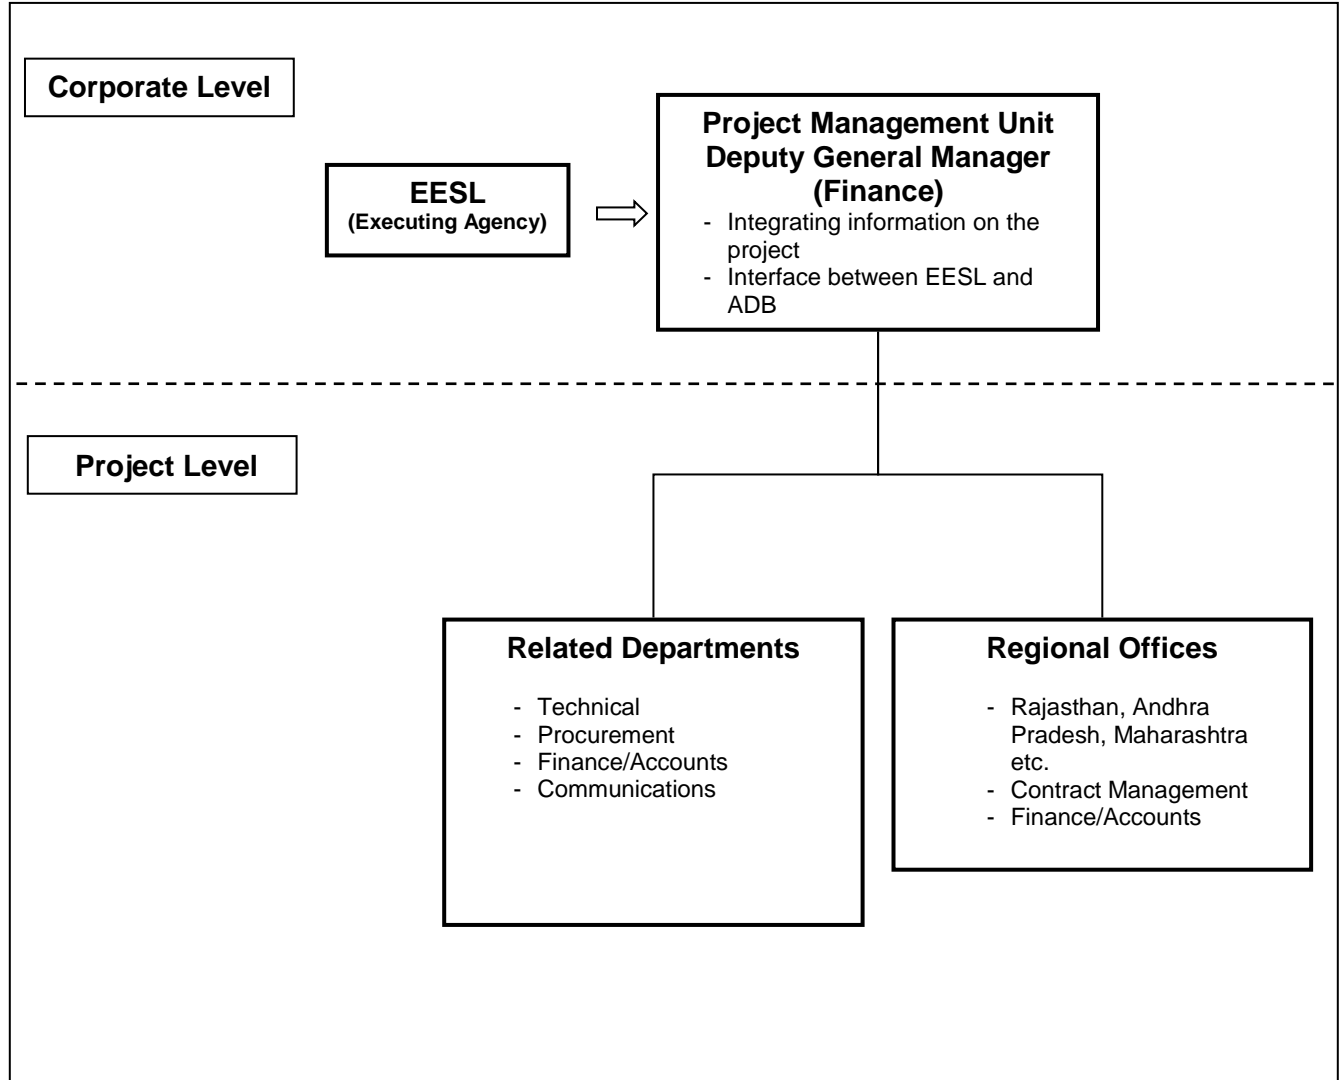 Corporate Level
Project Management Unit
Deputy General Manager
(Finance)
- Integrating information on the
project
- Interface between EESL and
ADB
EESL
(Executing Agency)
Project Level
Related Departments
- Technical
- Procurement
- Finance/Accounts
- Communications
Regional Offices
- Rajasthan, Andhra
Pradesh, Maharashtra
etc.
- Contract Management
- Finance/Accounts